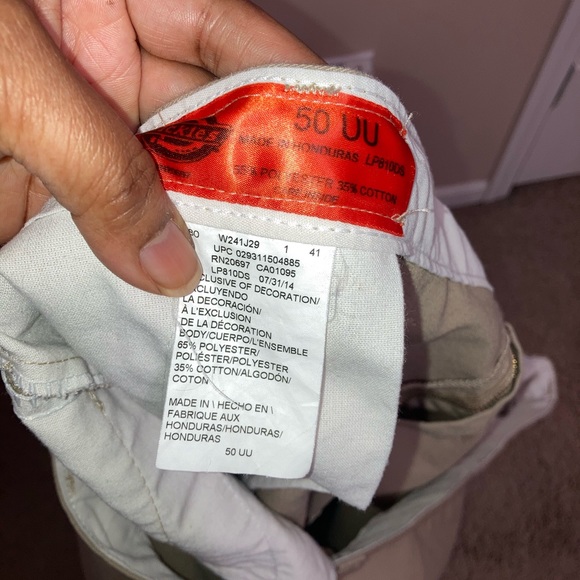 50 UU
MADE IN HONDURAS LP810DS
POLYESTER 35% COTTON
W241J29 1 41
UPC 029311504885
RN20697 CA01095
LP810DS 07/31/14
EXCLUSIVE OF DECORATION/
EXCLUYENDO
LA DECORACIÓN/
À L'EXCLUSION
DE LA DÉCORATION
BODY/CUERPO/L'ENSEMBLE
65% POLYESTER/
POLIÉSTER/POLYESTER
35% COTTON/ALGODÓN/
COTON
MADE IN \ HECHO EN \
FABRIQUE AUX
HONDURAS/HONDURAS/
HONDURAS
50 UU